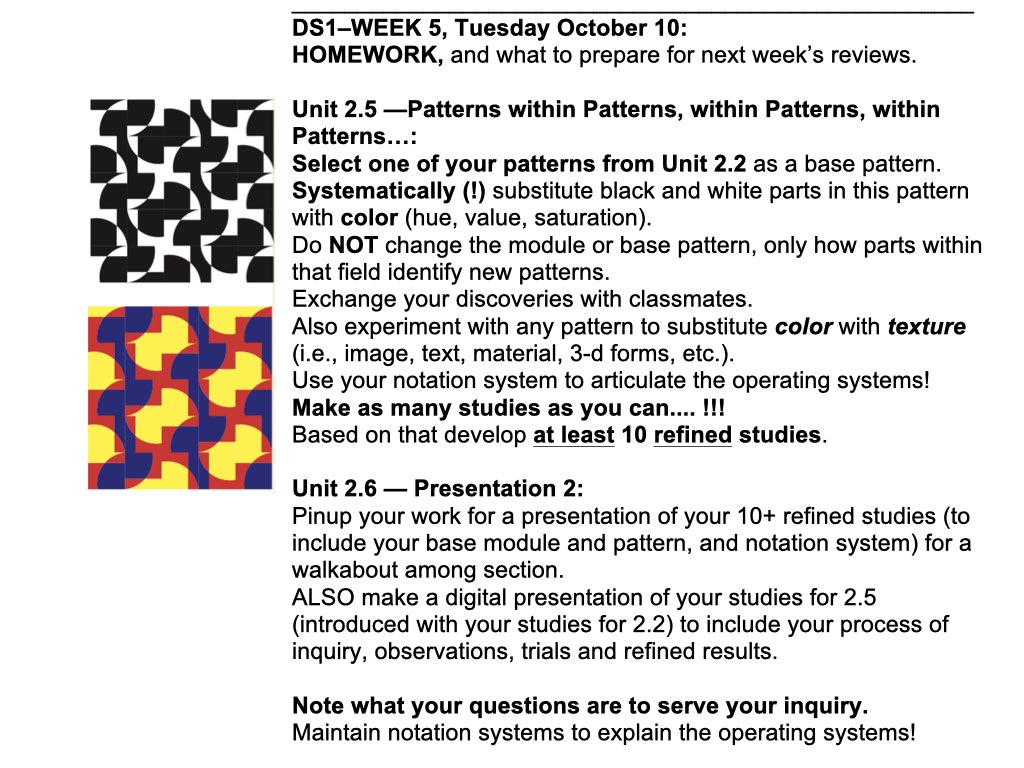 DS1–WEEK 5, Tuesday October 10:
HOMEWORK, and what to prepare for next week’s reviews.
Unit 2.5 —Patterns within Patterns, within Patterns, within
Patterns…:
Select one of your patterns from Unit 2.2 as a base pattern.
Systematically (!) substitute black and white parts in this pattern
with color (hue, value, saturation).
Do NOT change the module or base pattern, only how parts within
that field identify new patterns.
Exchange your discoveries with classmates.
Also experiment with any pattern to substitute color with texture
(i.e., image, text, material, 3-d forms, etc.).
Use your notation system to articulate the operating systems!
Make as many studies as you can.... !!!
Based on that develop at least 10 refined studies.
Unit 2.6 — Presentation 2:
Pinup your work for a presentation of your 10+ refined studies (to
include your base module and pattern, and notation system) for a
walkabout among section.
ALSO make a digital presentation of your studies for 2.5
(introduced with your studies for 2.2) to include your process of
inquiry, observations, trials and refined results.
Note what your questions are to serve your inquiry.
Maintain notation systems to explain the operating systems!